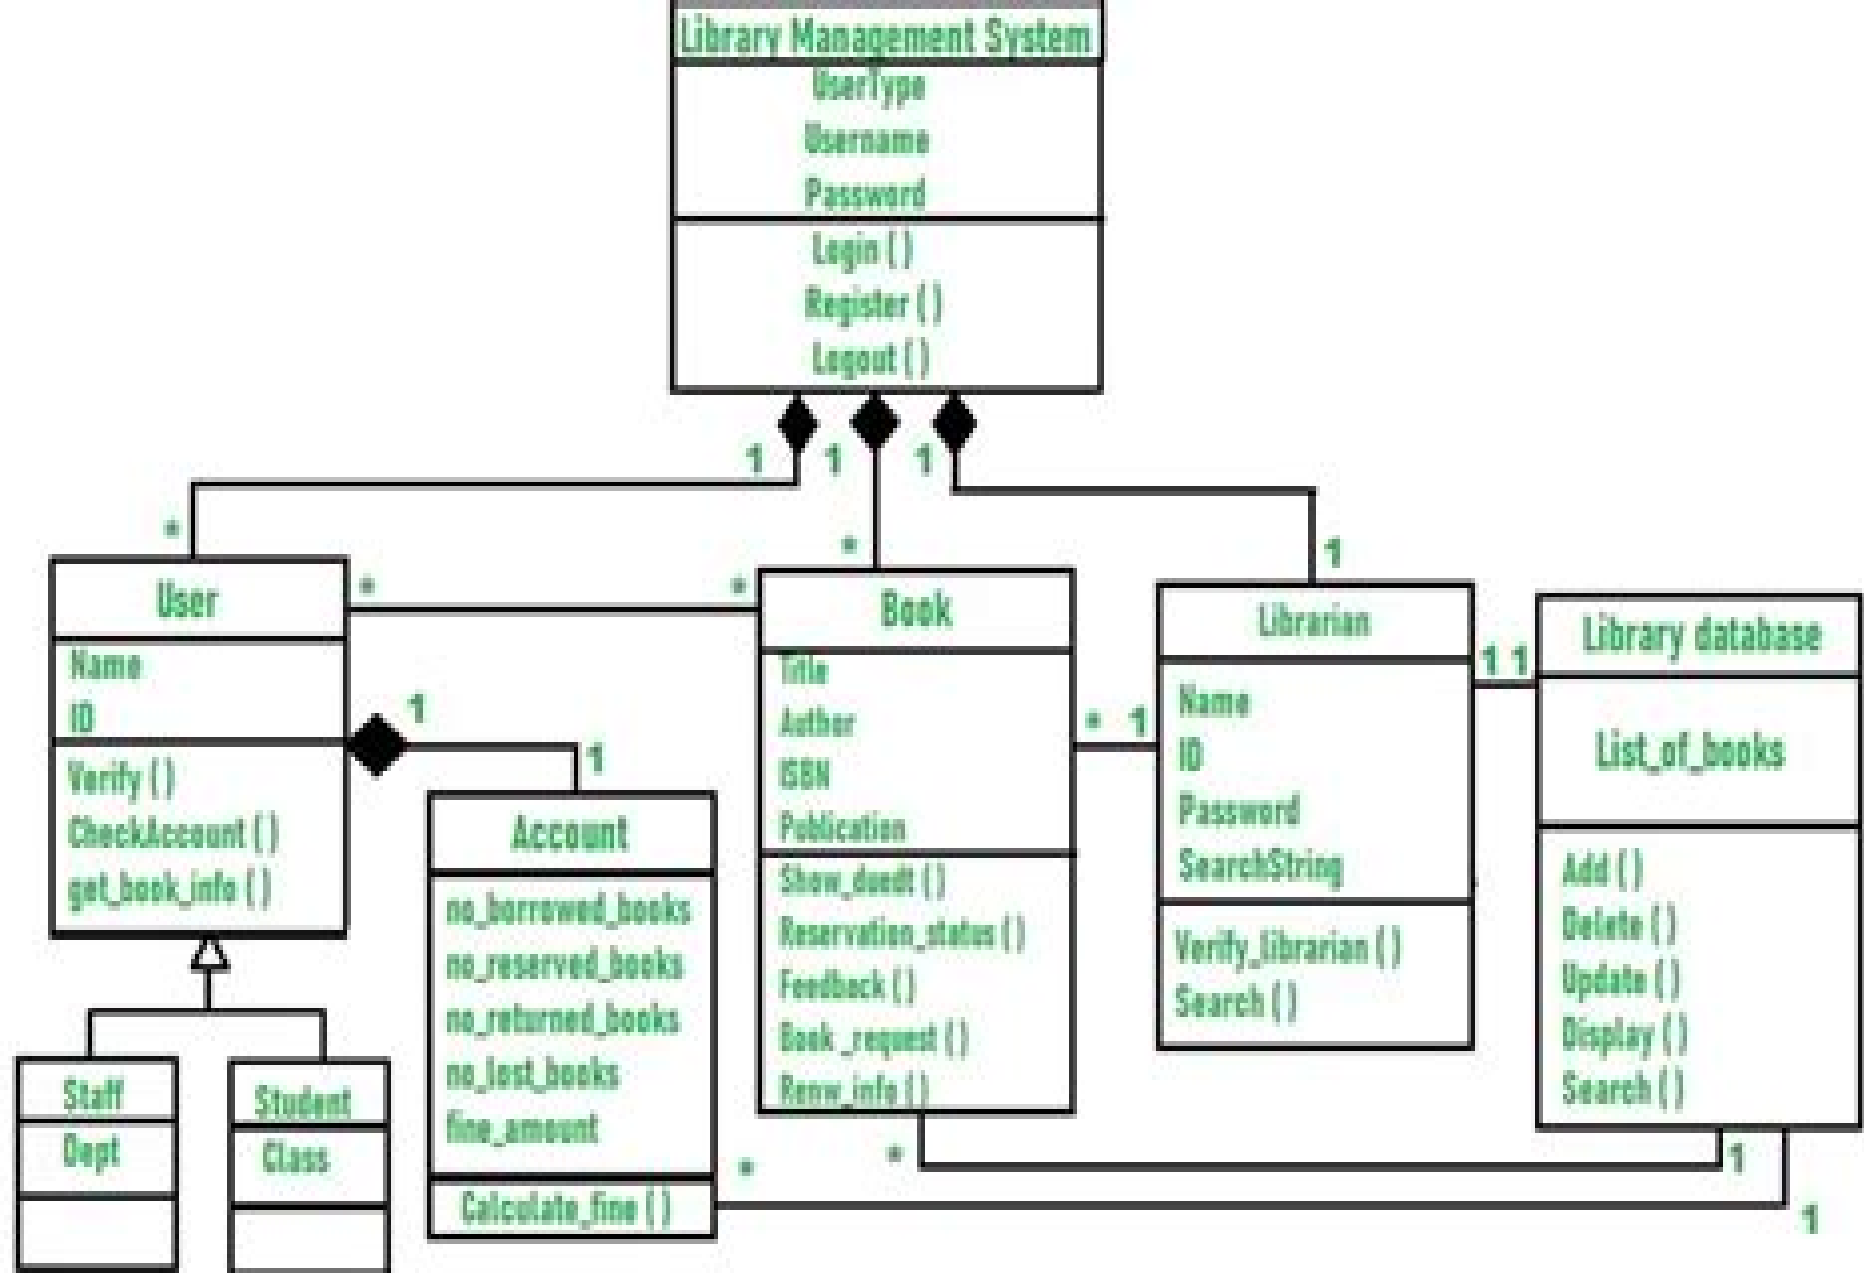 Library Management System
UserType
Username
Password
Login ( )
Register ( )
Logout ( )
1
1
1
*
*
1
User
Name
ID
Verify ( )
CheckAccount ( )
get_book_info ( )
*
*
1
1
Staff
Dept
Student
Class
Account
no_borrowed_books
no_reserved_books
no_returned_books
no_lost_books
fine_amount
Calculate_fine ( )
Book
Title
Author
ISBN
Publication
Show_duedt ( )
Reservation_status ( )
Feedback ( )
Book _request ( )
Renw_info ( )
* 1
Librarian
Name
ID
Password
SearchString
Verify_librarian ( )
Search ( )
1 1
Library database
List_of_books
Add ( )
Delete ( )
Update ( )
Display ( )
Search ( )
*
1
*
1